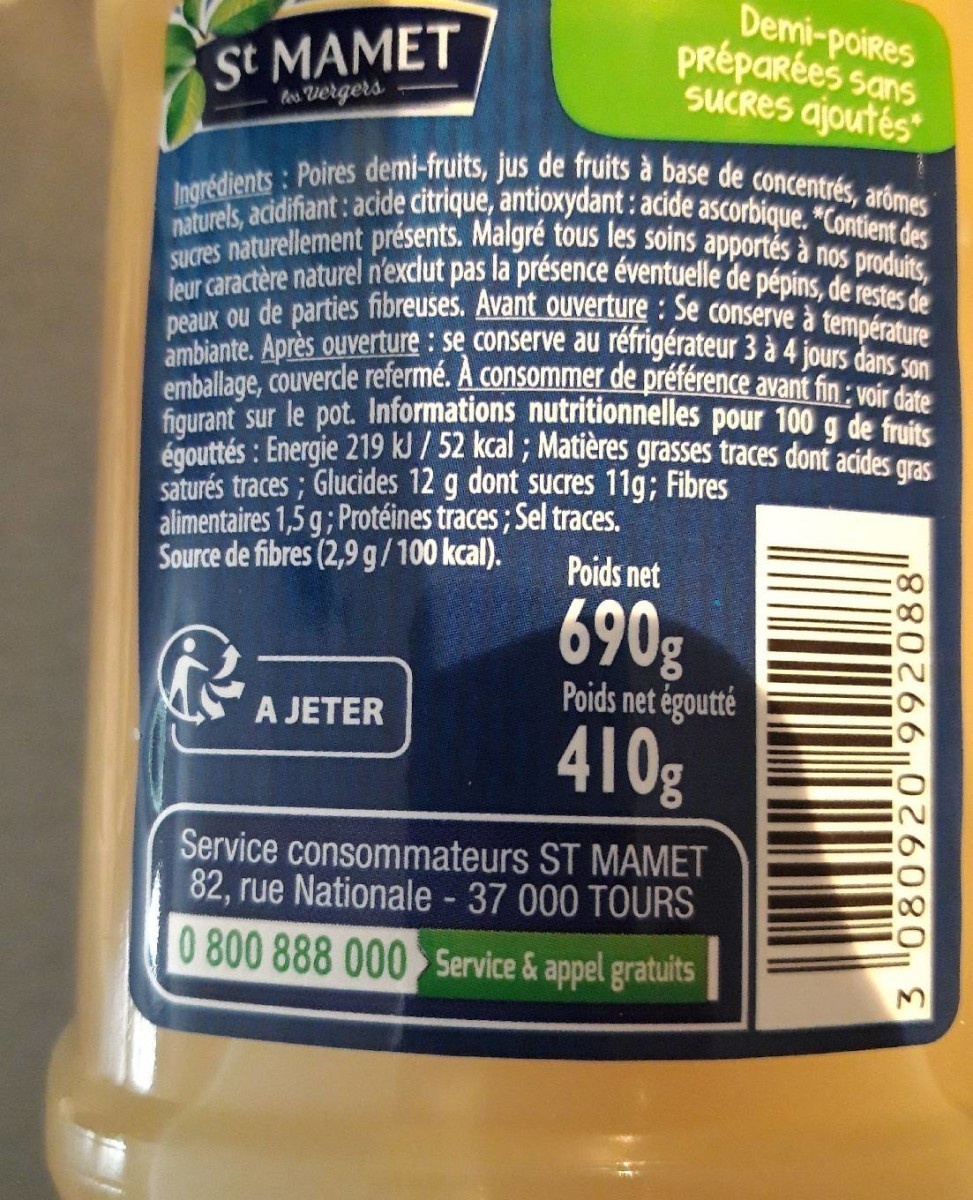 St MAMET
les Vergers
Demi-poires
préparées sans
sucres ajoutés*
Ingrédients : Poires demi-fruits, jus de fruits à base de concentrés, arômes
naturels, acidifiant : acide citrique, antioxydant : acide ascorbique. *Contient des
sucres naturellement présents. Malgré tous les soins apportés à nos produits,
leur caractère naturel n'exclut pas la présence éventuelle de pépins, de restes de
peaux ou de parties fibreuses. Avant ouverture : Se conserve à température
ambiante. Après ouverture : se conserve au réfrigérateur 3 à 4 jours dans son
emballage, couvercle refermé. À consommer de préférence avant fin : voir date
figurant sur le pot. Informations nutritionnelles pour 100 g de fruits
égouttés : Energie 219 kJ / 52 kcal ; Matières grasses traces dont acides gras
saturés traces ; Glucides 12 g dont sucres 11g ; Fibres
alimentaires 1,5 g ; Protéines traces ; Sel traces.
Source de fibres (2,9 g / 100 kcal).
Poids net
690g
Poids net égoutté
410g
A JETER
Service consommateurs ST MAMET
82, rue Nationale - 37 000 TOURS
0 800 888 000 Service & appel gratuits
3 080920 992088